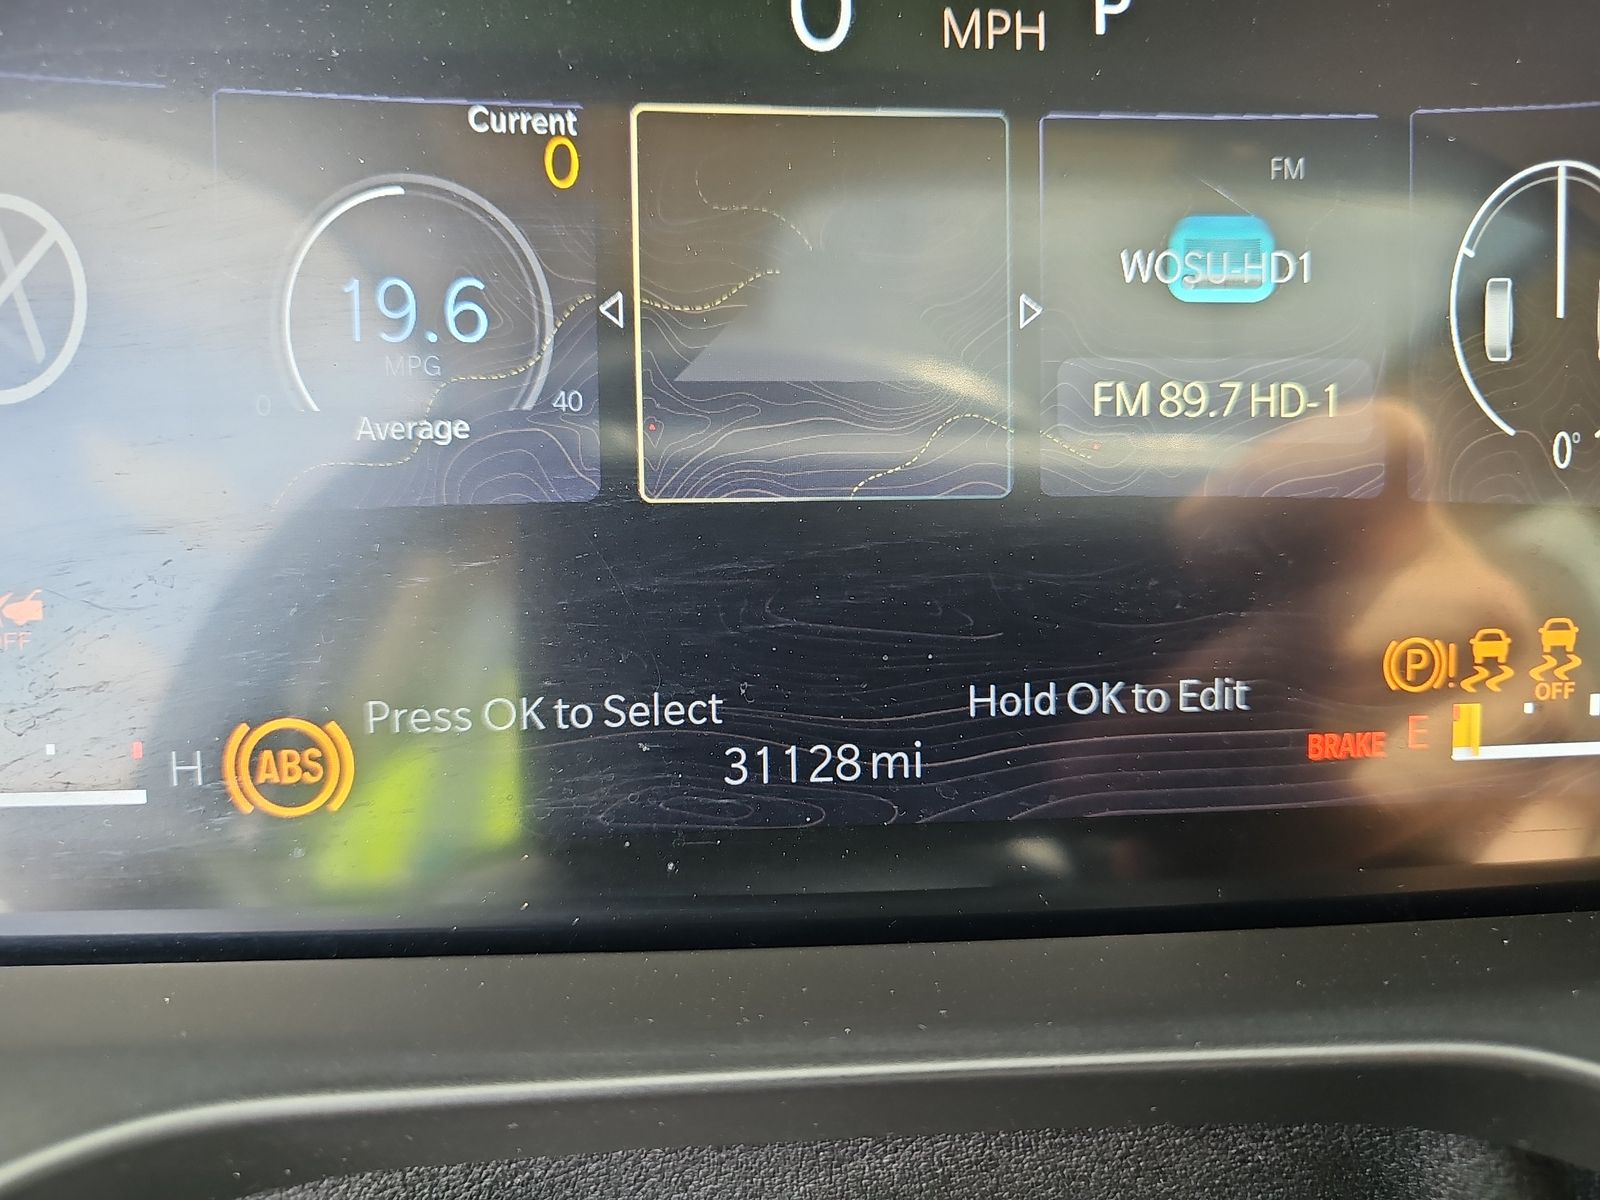 0 MPH P
Current
0
19.6
MPG
0 40
Average
FM
WOSU-HD1
FM 89.7 HD-1
0°
OFF
Press OK to Select
Hold OK to Edit
P !
OFF
H ABS
31128 mi
BRAKE E